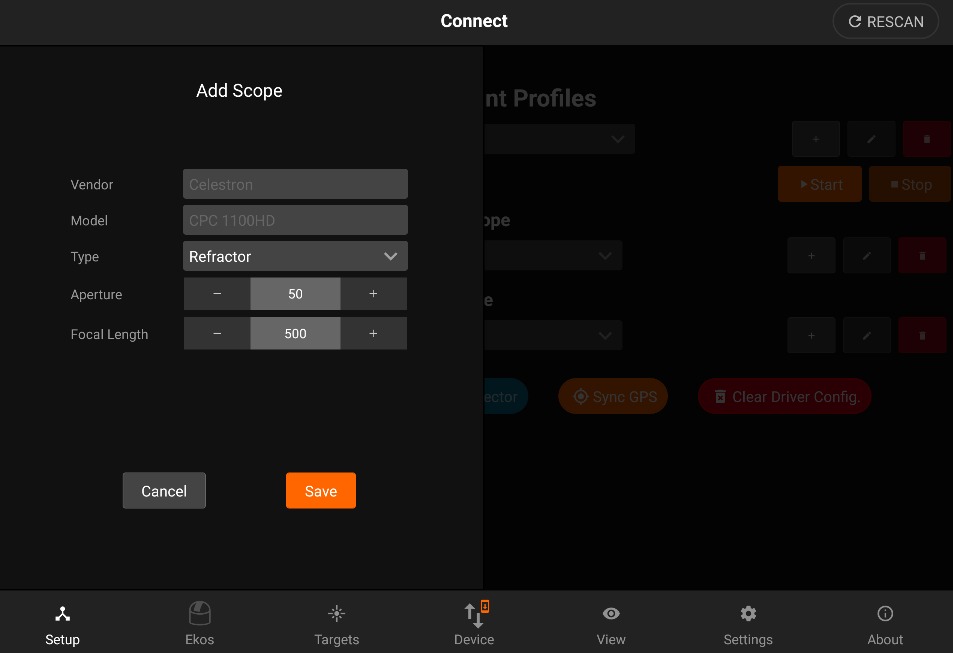 Connect
RESCAN
Add Scope
Vendor
Celestron
Model
CPC 1100HD
Type
Refractor
Aperture
− 50 +
Focal Length
− 500 +
Cancel
Save
nt Profiles
+
Start
Stop
ope
+
e
+
ector
Sync GPS
Clear Driver Config.
Setup
Ekos
Targets
Device
View
Settings
About